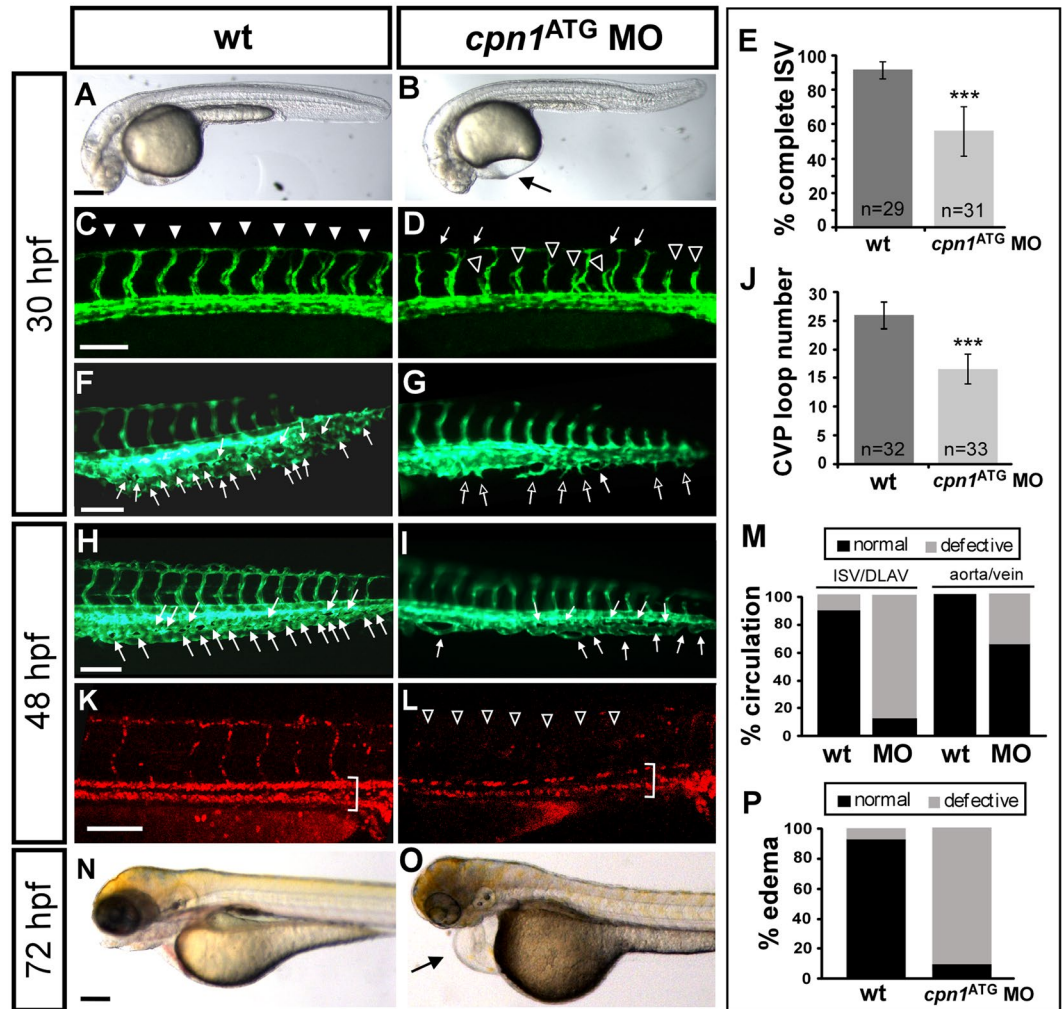 wt
cpn1ATG MO
30 hpf
A
B
C
D
F
G
48 hpf
H
I
K
L
72 hpf
N
O
E
% complete ISV
100
80
60
40
20
0
***
n=29
n=31
wt
cpn1ATG MO
J
CVP loop number
30
25
20
15
10
5
0
***
n=32
n=33
wt
cpn1ATG MO
M
normal
defective
ISV/DLAV
aorta/vein
% circulation
100
80
60
40
20
0
wt
MO
wt
MO
P
normal
defective
% edema
100
80
60
40
20
0
wt
cpn1ATG MO